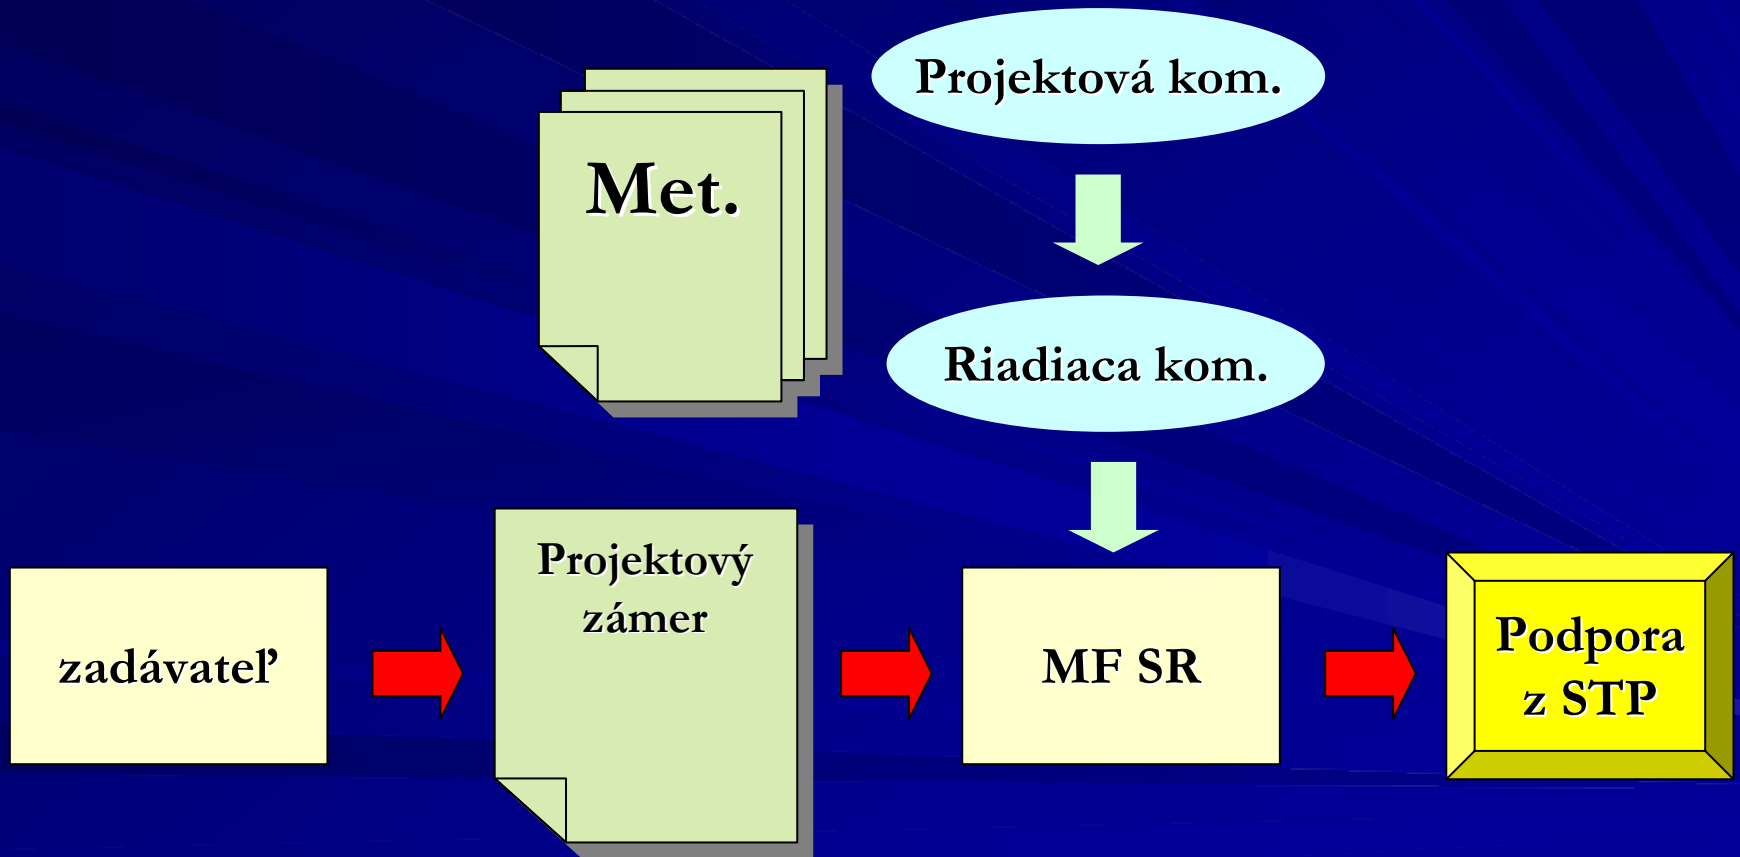 Projektová kom.
Met.
Riadiaca kom.
Projektový
zámer
zadávateľ
MF SR
Podpora
z STP